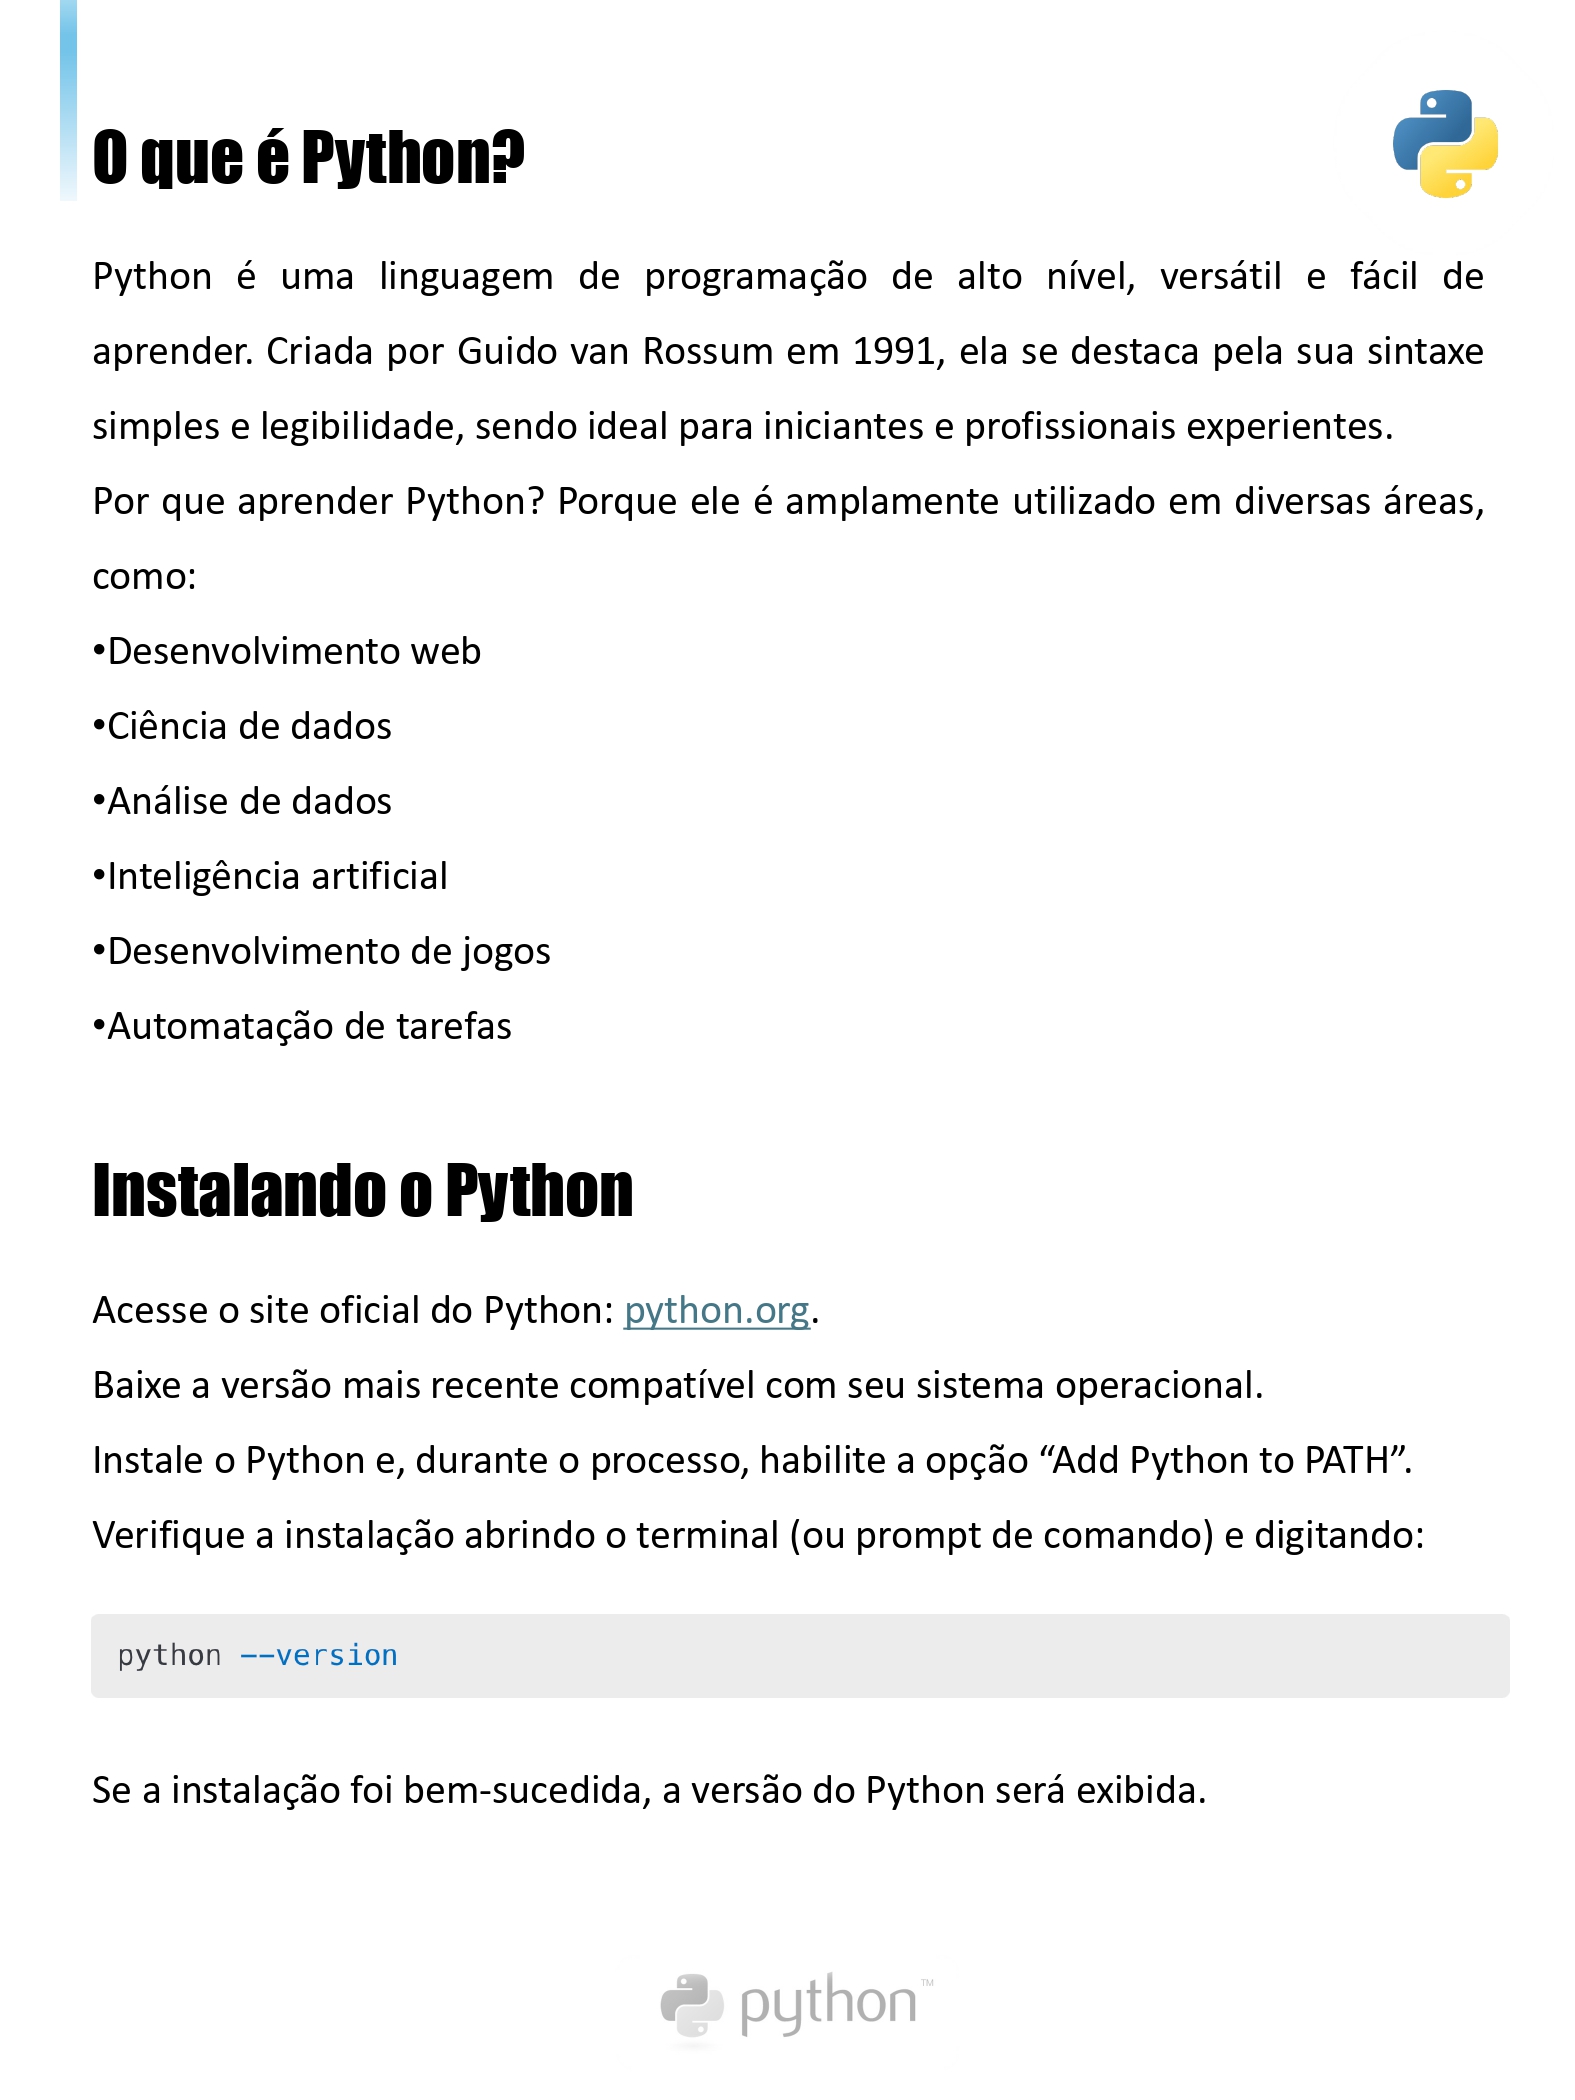 O que é Python?
Python é uma linguagem de programação de alto nível, versátil e fácil de
aprender. Criada por Guido van Rossum em 1991, ela se destaca pela sua sintaxe
simples e legibilidade, sendo ideal para iniciantes e profissionais experientes.
Por que aprender Python? Porque ele é amplamente utilizado em diversas áreas,
como:
•Desenvolvimento web
•Ciência de dados
•Análise de dados
•Inteligência artificial
•Desenvolvimento de jogos
•Automatação de tarefas
Instalando o Python
Acesse o site oficial do Python: python.org.
Baixe a versão mais recente compatível com seu sistema operacional.
Instale o Python e, durante o processo, habilite a opção “Add Python to PATH”.
Verifique a instalação abrindo o terminal (ou prompt de comando) e digitando:
python --version
Se a instalação foi bem-sucedida, a versão do Python será exibida.
python™